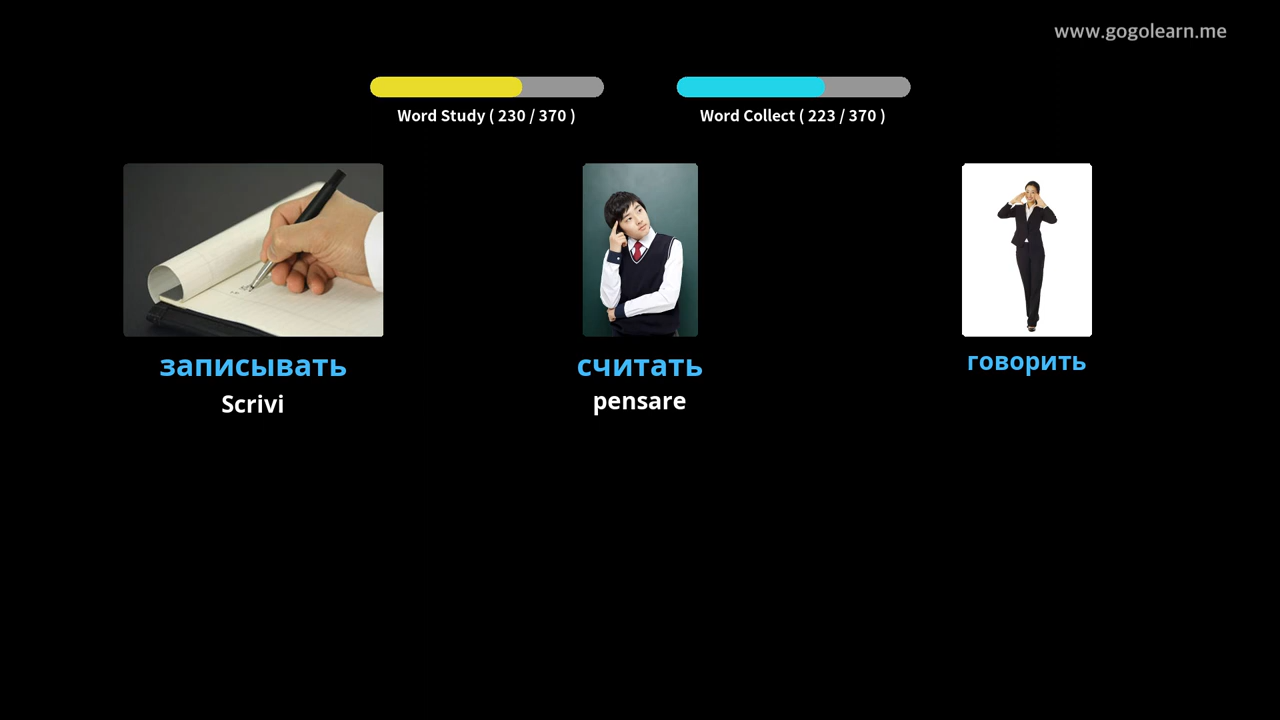 www.gogolearn.me
Word Study ( 230 / 370 )
Word Collect ( 223 / 370 )
записывать
Scrivi
считать
pensare
говорить